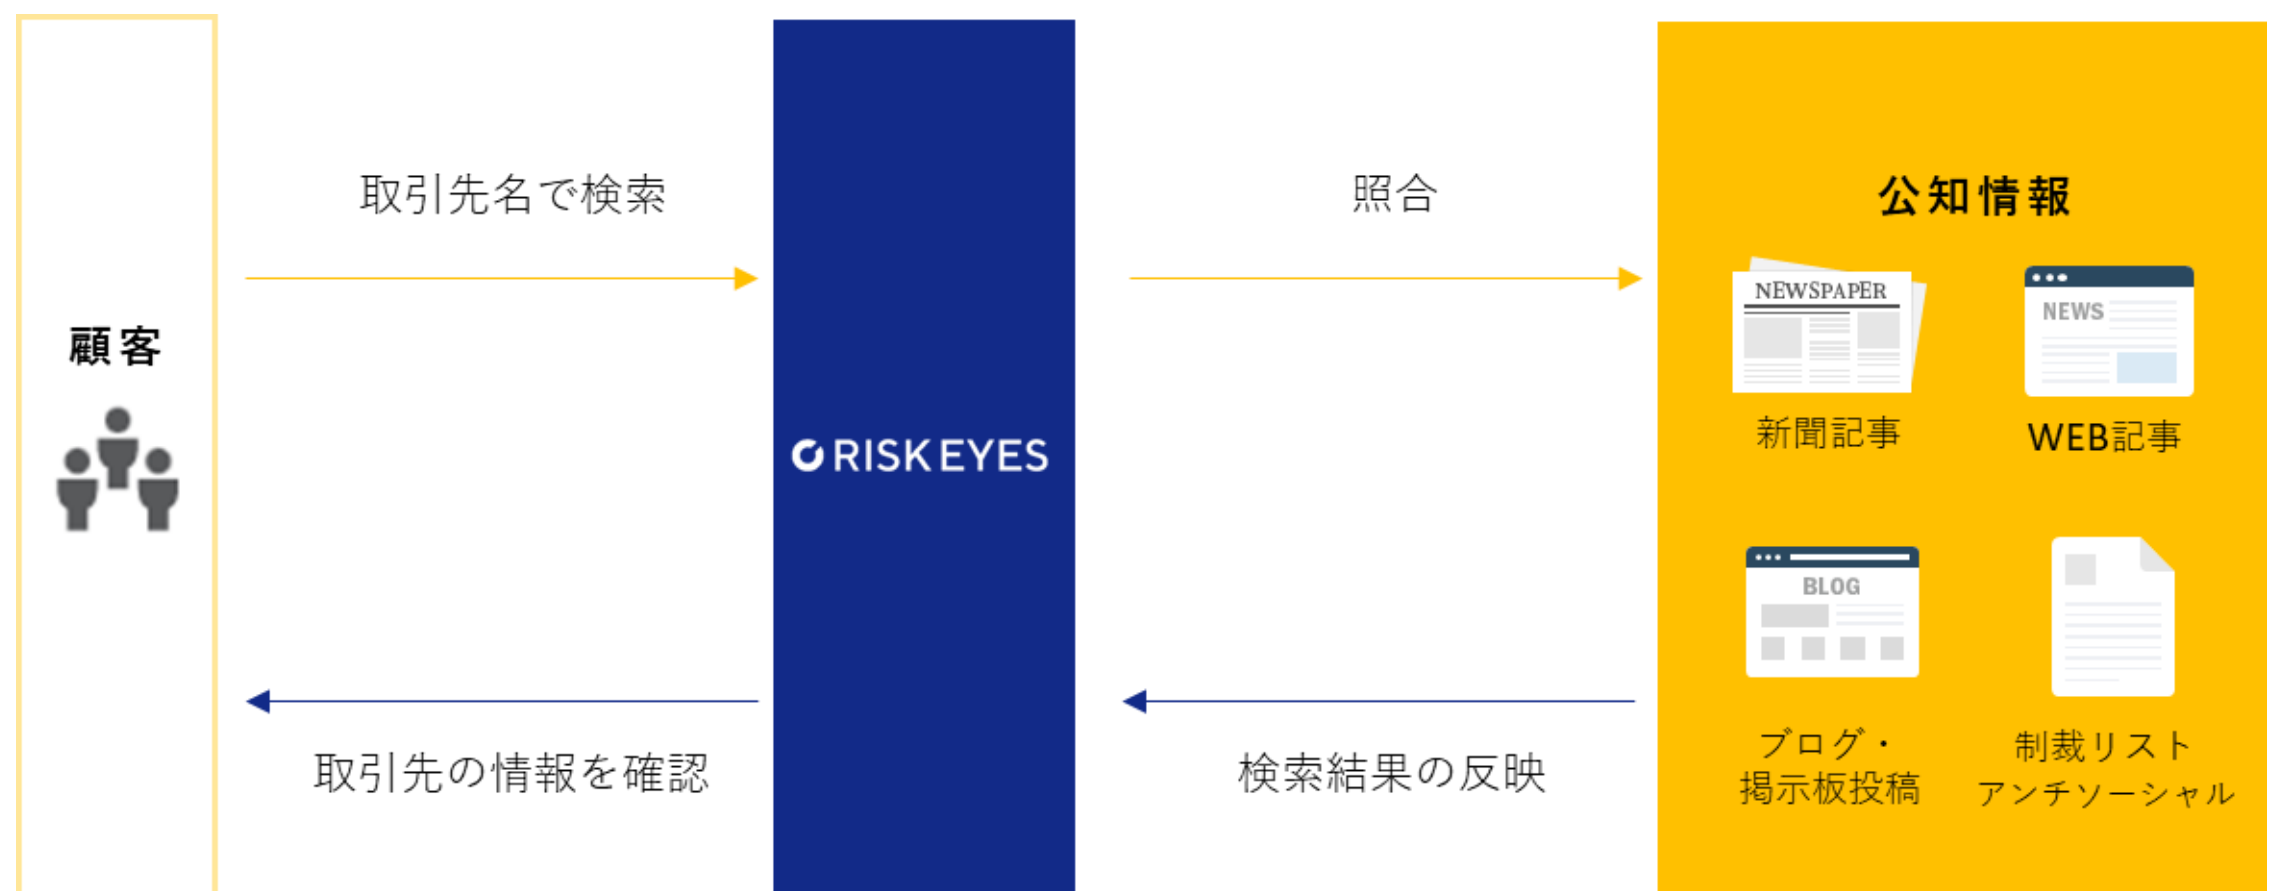 顧客
取引先名で検索
取引先の情報を確認
RISK EYES
照合
検索結果の反映
公知情報
NEWSPAPER
新聞記事
NEWS
WEB記事
BLOG
ブログ・
掲示板投稿
制裁リスト
アンチソーシャル